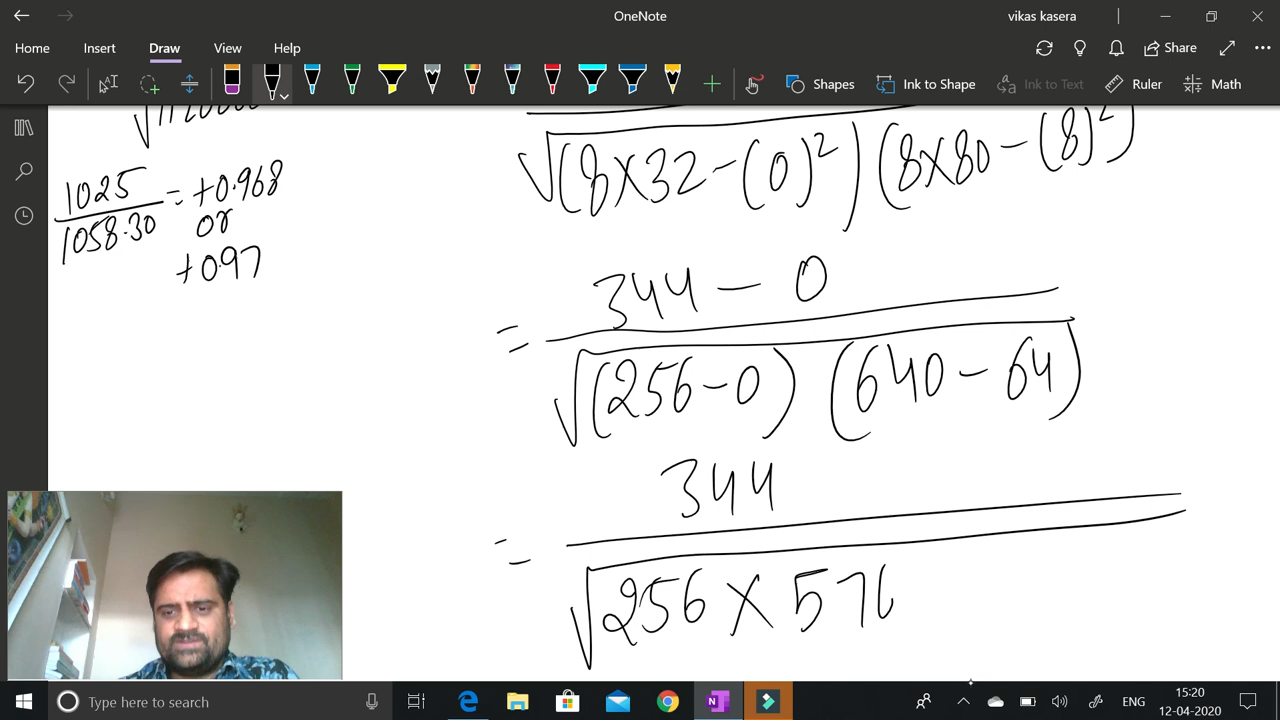 OneNote
vikas kasera
Home Insert Draw View Help
Share
Shapes Ink to Shape Ink to Text Ruler Math
√1120000
√(8×32-(0)²) (8×80-(8)²)
1025/1058.30 = +0.968
or
+0.97
= 344 - 0
√(256-0) (640-64)
= 344
√256 × 576
Type here to search
ENG
15:20
12-04-2020